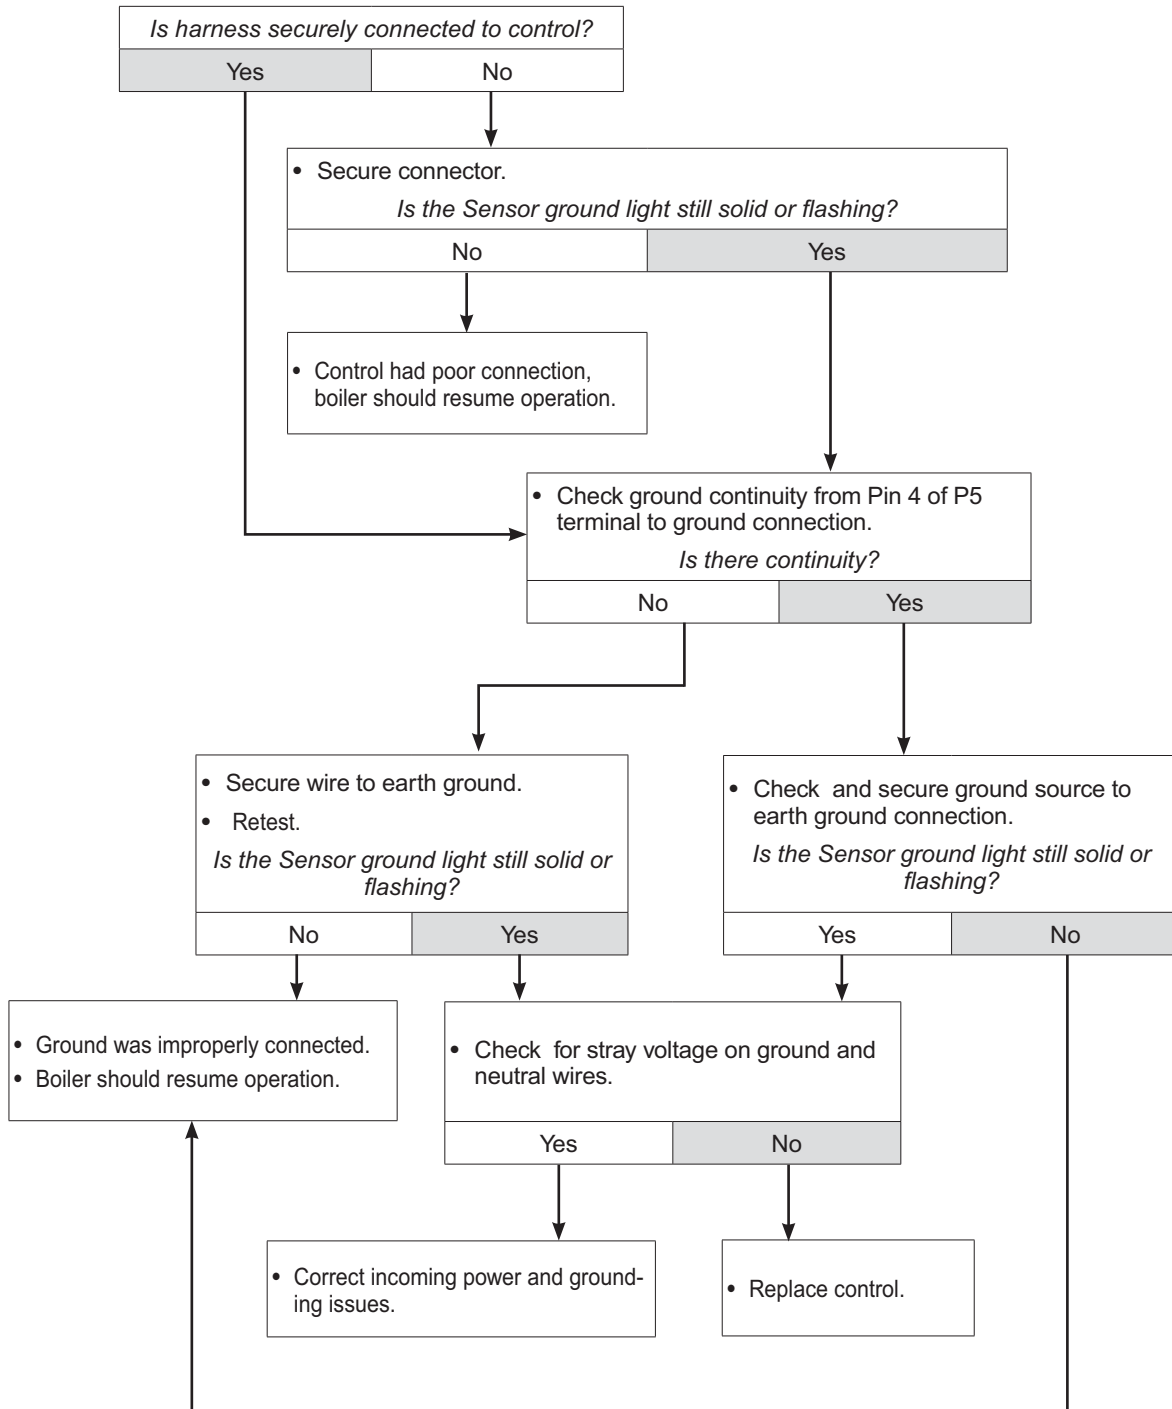 Is harness securely connected to control?
Yes No
• Secure connector.
Is the Sensor ground light still solid or flashing?
No Yes
• Control had poor connection,
boiler should resume operation.
• Check ground continuity from Pin 4 of P5
terminal to ground connection.
Is there continuity?
No Yes
• Secure wire to earth ground.
• Retest.
Is the Sensor ground light still solid or
flashing?
No Yes
• Check and secure ground source to
earth ground connection.
Is the Sensor ground light still solid or
flashing?
Yes No
• Ground was improperly connected.
• Boiler should resume operation.
• Check for stray voltage on ground and
neutral wires.
Yes No
• Correct incoming power and ground-
ing issues.
• Replace control.